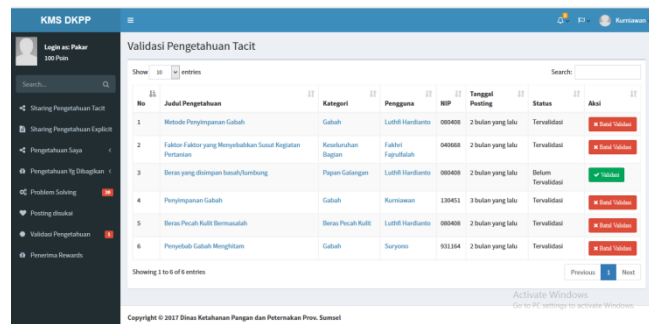 KMS DKPP
Kurniawan
Login as: Pakar
100 Poin
Search...
Sharing Pengetahuan Tacit
Sharing Pengetahuan Explicit
Pengetahuan Saya
Pengetahuan Yg Dibagikan
Problem Solving
Posting disukai
Validasi Pengetahuan
Penerima Rewards
Validasi Pengetahuan Tacit
Show 10 entries Search:
No Judul Pengetahuan Kategori Pengguna NIP Tanggal Posting Status Aksi
1 Metode Penyimpanan Gabah Gabah Luthfi Hardianto 080408 2 bulan yang lalu Tervalidasi Batal Validasi
2 Faktor-Faktor yang Menyebabkan Susut Kegiatan Pertanian Keseluruhan Bagian Fakhri Fajrulfalah 040668 2 bulan yang lalu Tervalidasi Batal Validasi
3 Beras yang disimpan basah/lumbung Papan Galangan Luthfi Hardianto 080408 2 bulan yang lalu Belum Tervalidasi Validasi
4 Penyimpanan Gabah Gabah Kurniawan 130451 3 bulan yang lalu Tervalidasi Batal Validasi
5 Beras Pecah Kulit Bermasalah Beras Pecah Kulit Luthfi Hardianto 080408 2 bulan yang lalu Tervalidasi Batal Validasi
6 Penyebab Gabah Menghitam Gabah Suryono 931164 2 bulan yang lalu Tervalidasi Batal Validasi
Showing 1 to 6 of 6 entries Previous 1 Next
Activate Windows
Go to PC settings to activate Windows.
Copyright © 2017 Dinas Ketahanan Pangan dan Peternakan Prov. Sumsel